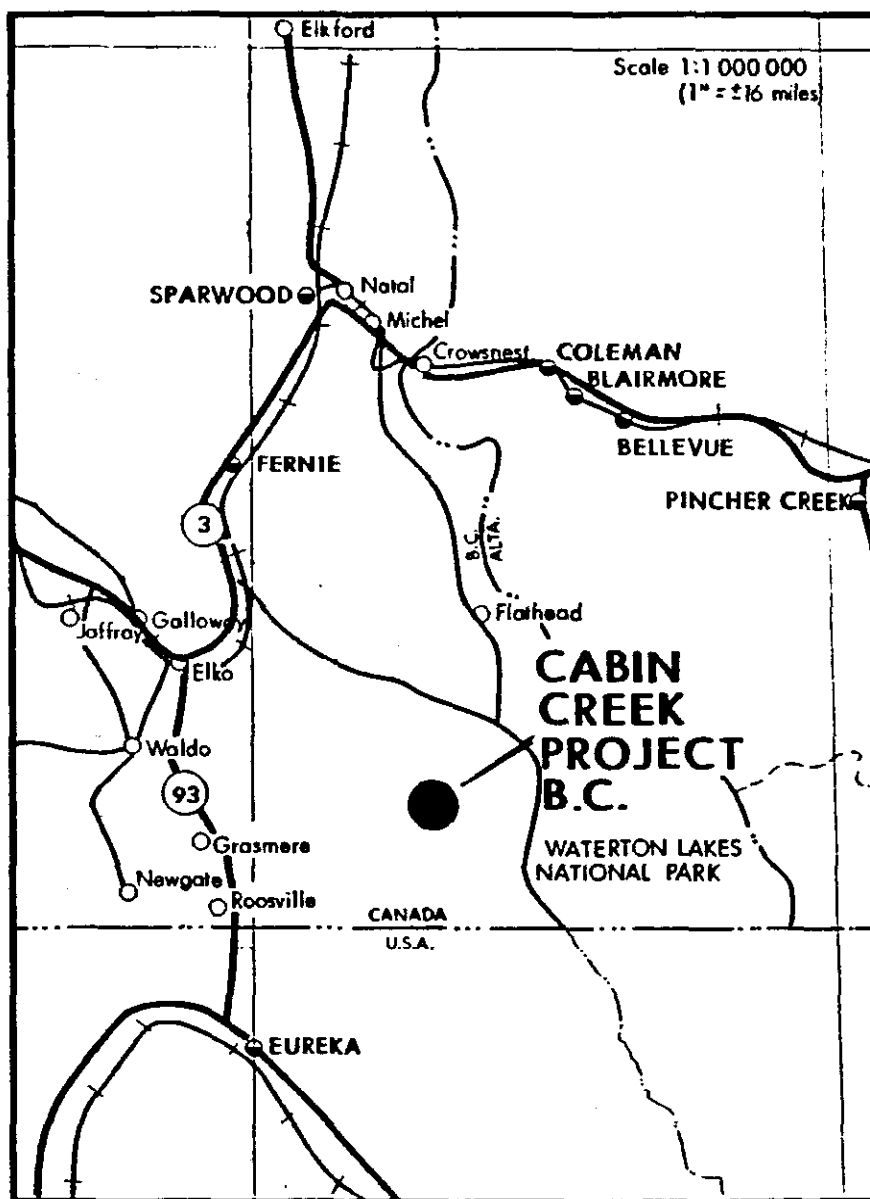 Elkford
Scale 1:1 000 000
(1" = ±16 miles)
SPARWOOD
Natal
Michel
Crowsnest
COLEMAN
BLAIRMORE
BELLEVUE
FERNIE
PINCHER CREEK
3
B.C.
ALTA.
Flathead
Jaffray
Galloway
Elko
CABIN
CREEK
PROJECT
B.C.
Waldo
93
Grasmere
WATERTON LAKES
NATIONAL PARK
Newgate
Roosville
CANADA
U.S.A.
EUREKA